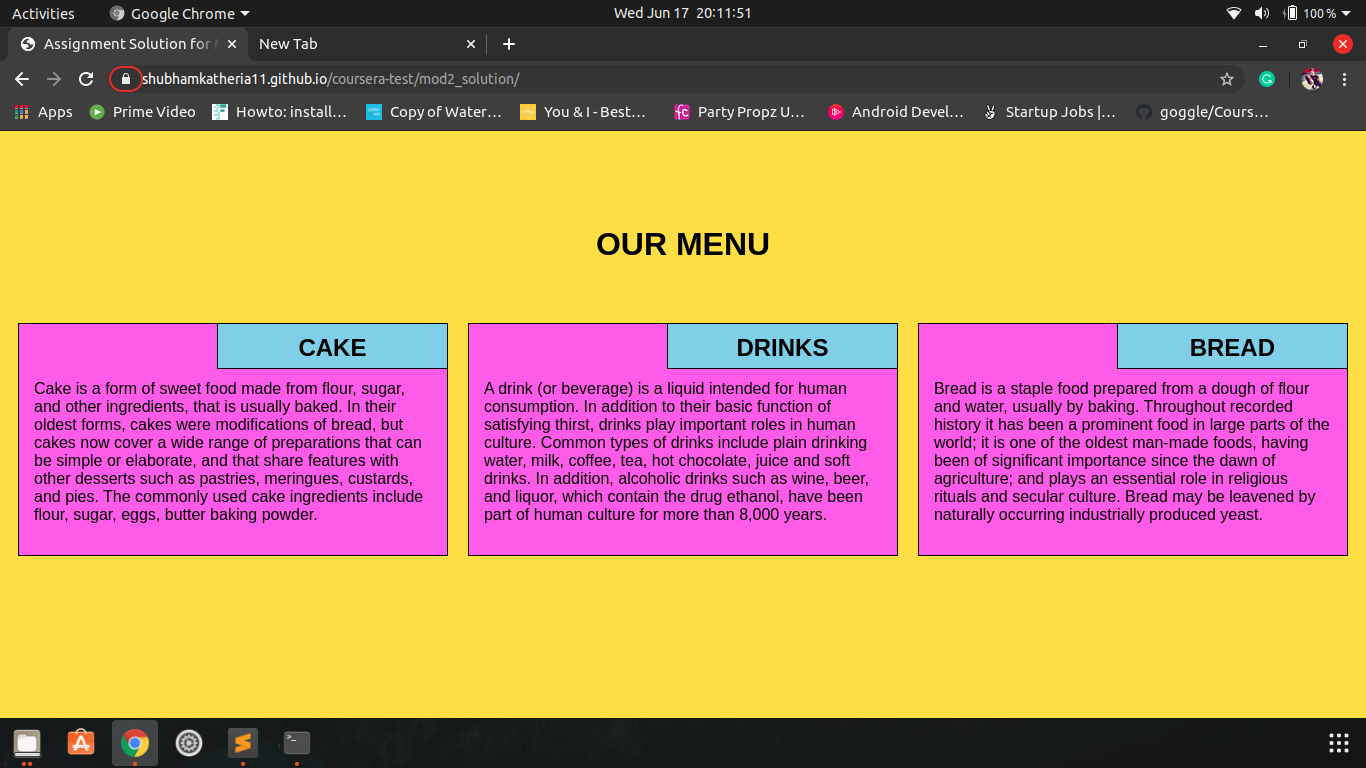 Activities Google Chrome Wed Jun 17 20:11:51 100 %
Assignment Solution for New Tab
shubhamkatheria11.github.io/coursera-test/mod2_solution/
Apps Prime Video Howto: install... Copy of Water... You & I - Best... Party Propz U... Android Devel... Startup Jobs |... goggle/Cours...
OUR MENU
CAKE
Cake is a form of sweet food made from flour, sugar,
and other ingredients, that is usually baked. In their
oldest forms, cakes were modifications of bread, but
cakes now cover a wide range of preparations that can
be simple or elaborate, and that share features with
other desserts such as pastries, meringues, custards,
and pies. The commonly used cake ingredients include
flour, sugar, eggs, butter baking powder.
DRINKS
A drink (or beverage) is a liquid intended for human
consumption. In addition to their basic function of
satisfying thirst, drinks play important roles in human
culture. Common types of drinks include plain drinking
water, milk, coffee, tea, hot chocolate, juice and soft
drinks. In addition, alcoholic drinks such as wine, beer,
and liquor, which contain the drug ethanol, have been
part of human culture for more than 8,000 years.
BREAD
Bread is a staple food prepared from a dough of flour
and water, usually by baking. Throughout recorded
history it has been a prominent food in large parts of the
world; it is one of the oldest man-made foods, having
been of significant importance since the dawn of
agriculture; and plays an essential role in religious
rituals and secular culture. Bread may be leavened by
naturally occurring industrially produced yeast.